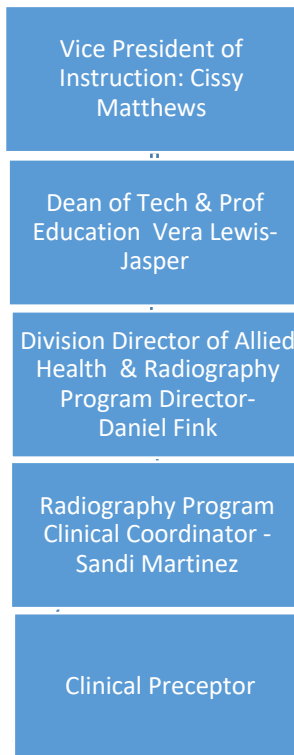 Vice President of
Instruction: Cissy
Matthews
Dean of Tech & Prof
Education  Vera Lewis-
Jasper
Division Director of Allied
Health  & Radiography
Program Director-
Daniel Fink
Radiography Program
Clinical Coordinator -
Sandi Martinez
Clinical Preceptor